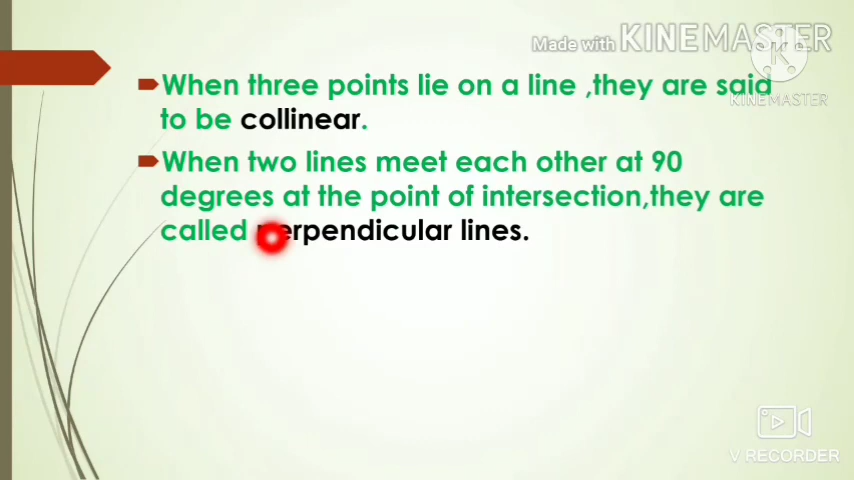 Made with KINEMASTER
K
KINEMASTER
When three points lie on a line ,they are said
to be collinear.
When two lines meet each other at 90
degrees at the point of intersection,they are
called perpendicular lines.
V RECORDER